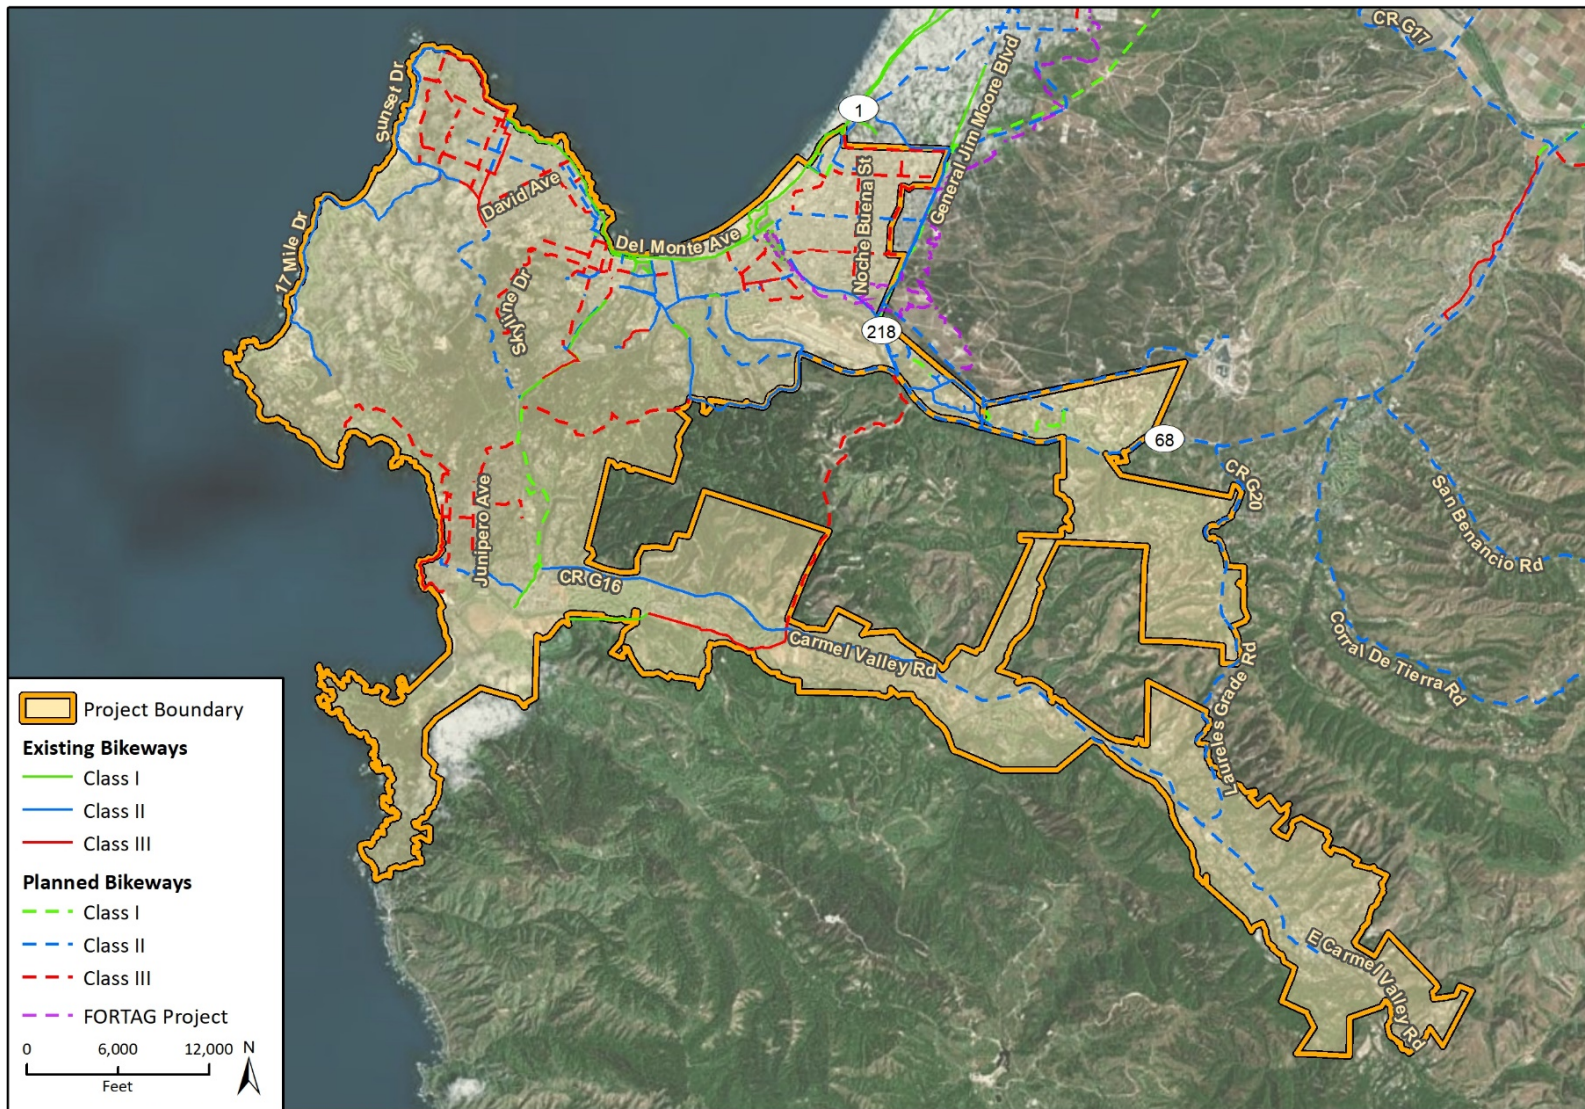 CR G17
1
General Jim Moore Blvd
Sunset Dr
David Ave
Noche Buena St
Del Monte Ave
17 Mile Dr
Skyline Dr
218
68
CR G20
San Benancio Rd
Junipero Ave
CR G16
Carmel Valley Rd
Corral De Tierra Rd
Laureles Grade Rd
E Carmel Valley Rd
Project Boundary
Existing Bikeways
Class I
Class II
Class III
Planned Bikeways
Class I
Class II
Class III
FORTAG Project
0 6,000 12,000 N
Feet